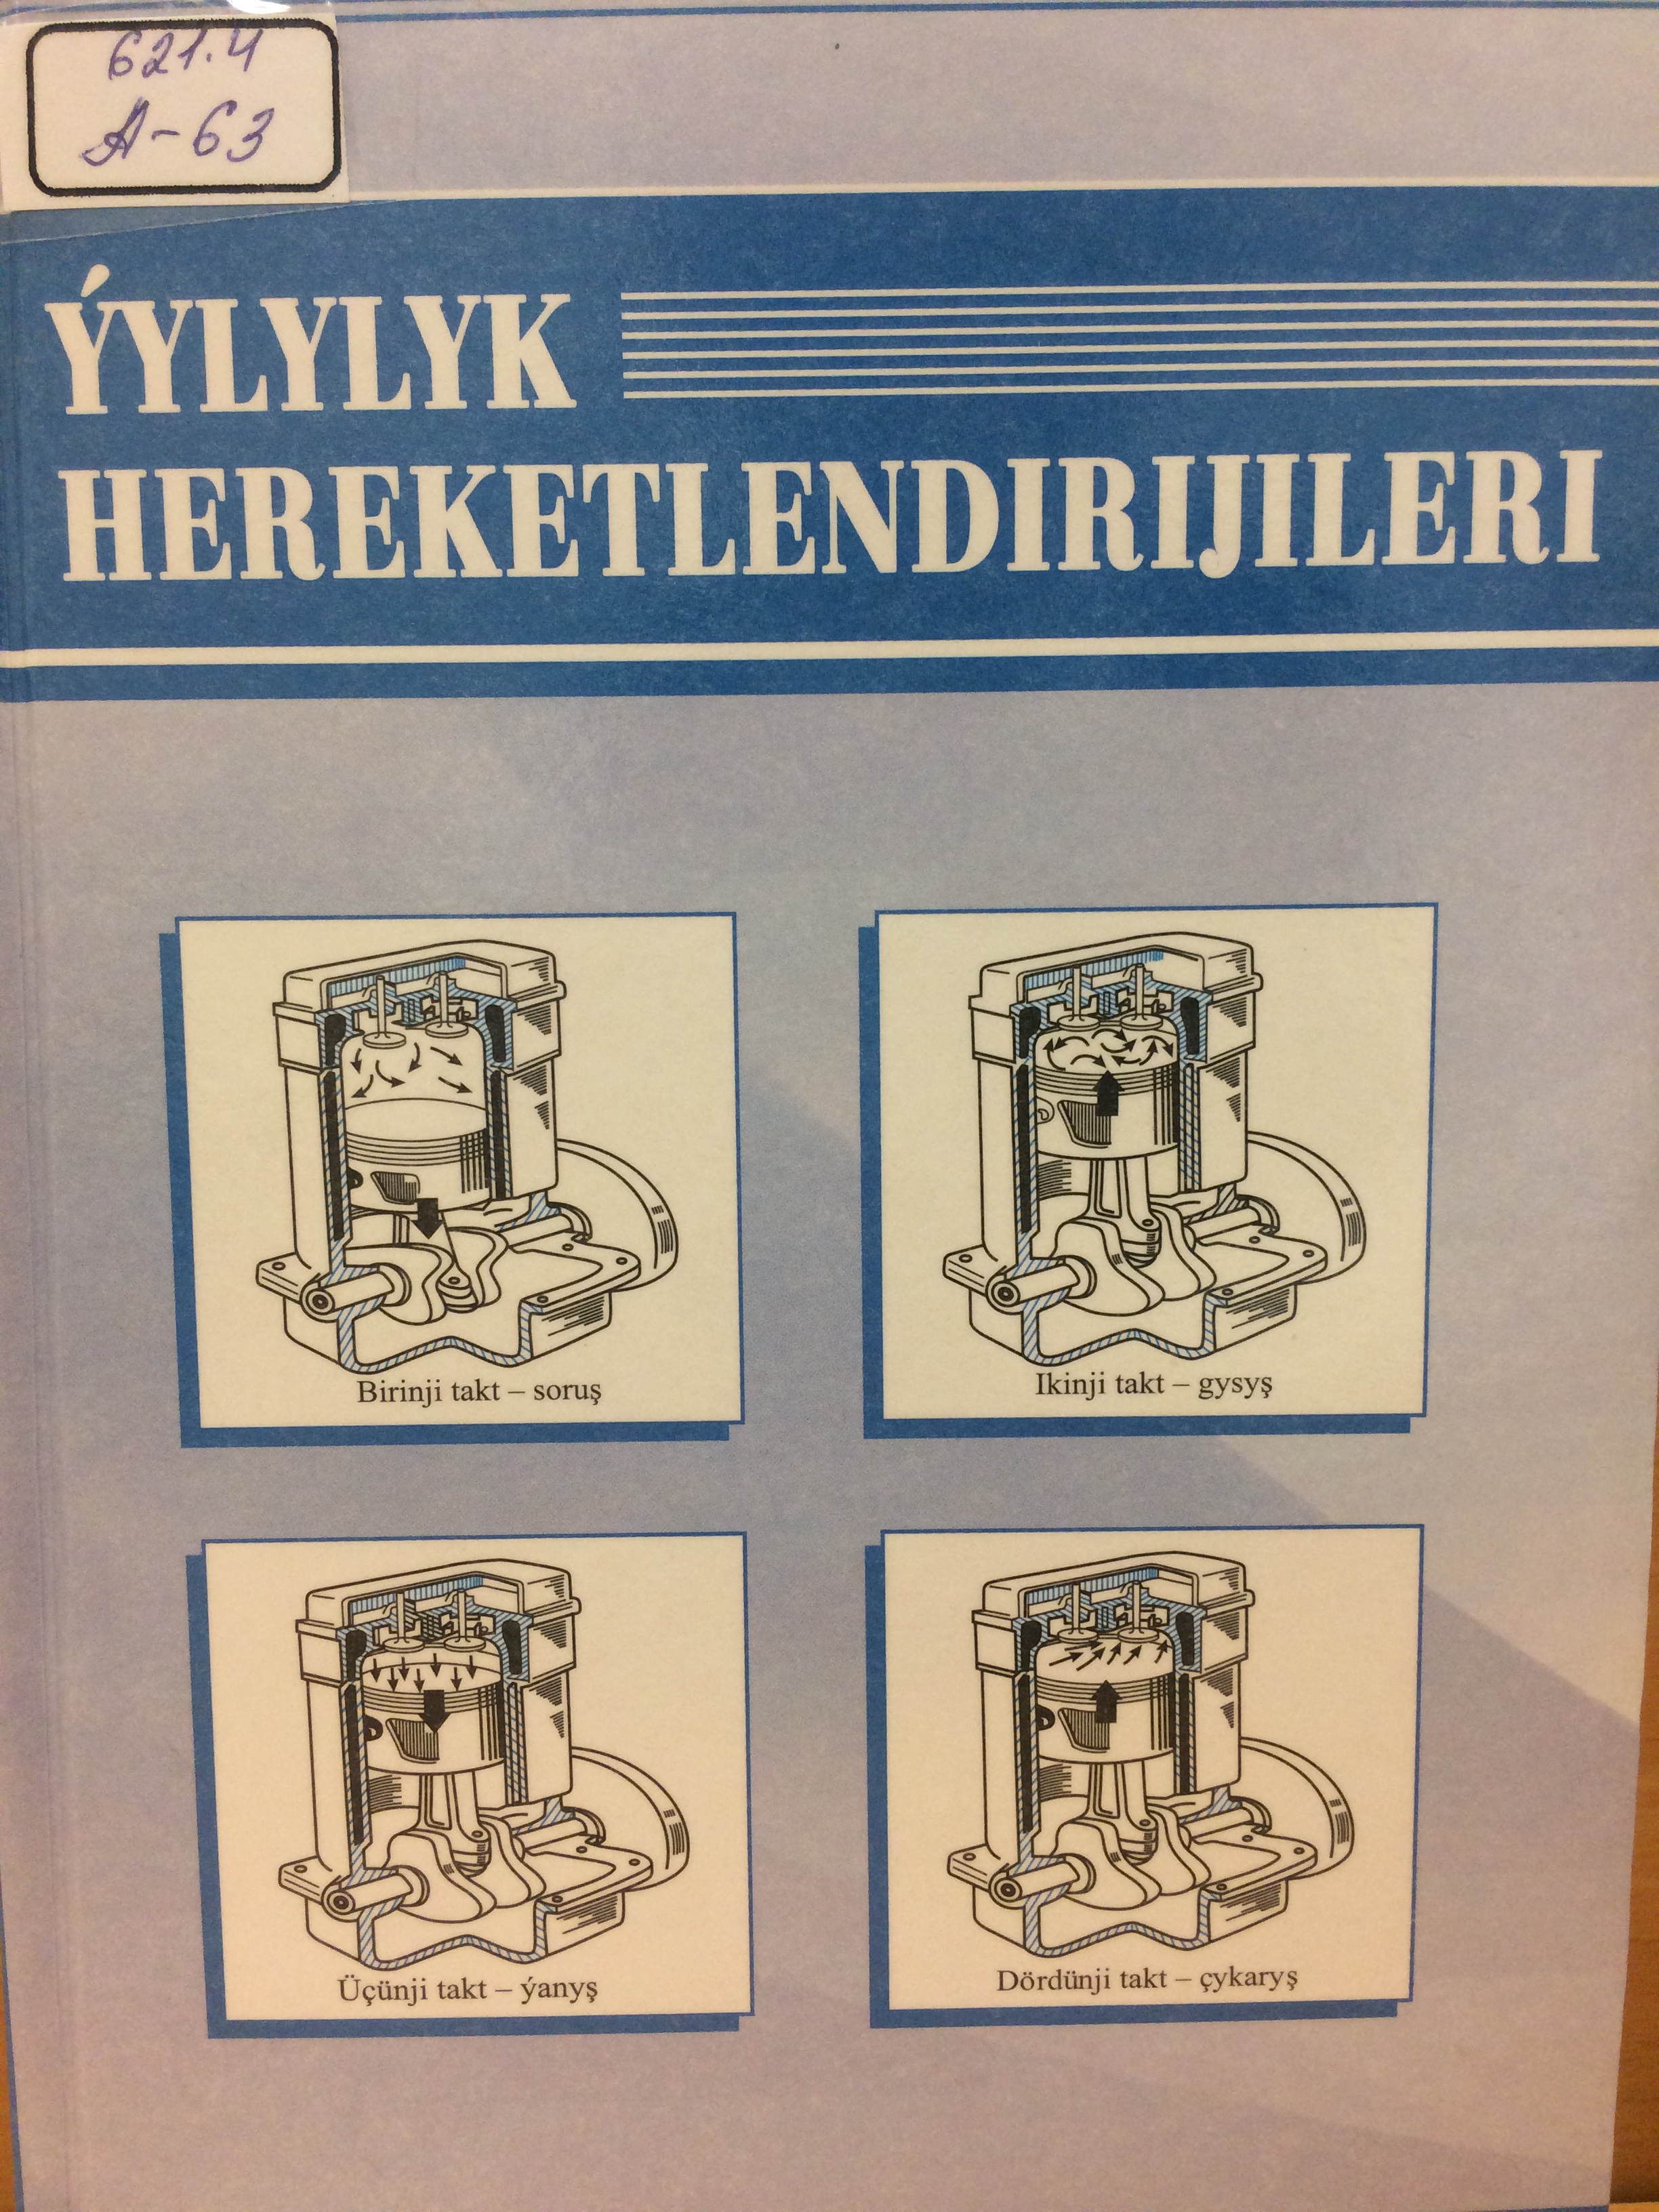 621.4
A-63
ÝYLYLYK
HEREKETLENDIRIJILERI
Birinji takt – soruş
Ikinji takt – gysyş
Üçünji takt – ýanyş
Dördünji takt – çykaryş